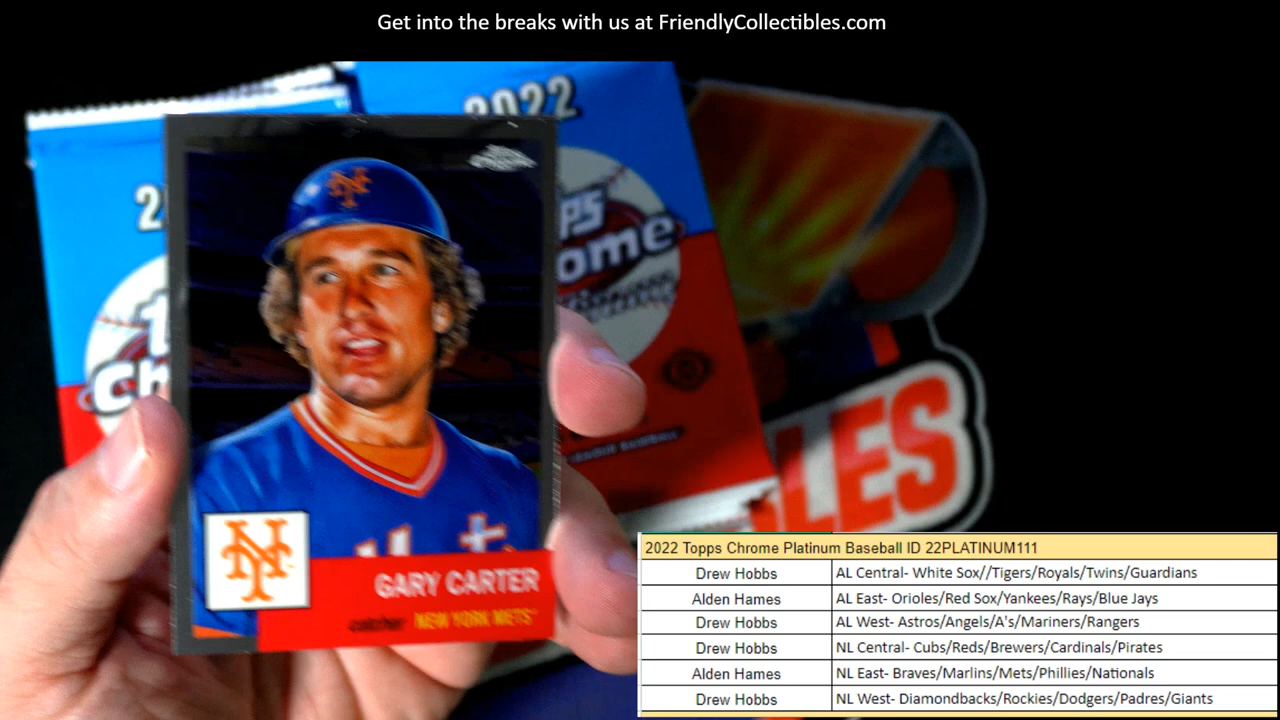 Get into the breaks with us at FriendlyCollectibles.com
2022
GARY CARTER
catcher NEW YORK METS
LES
2022 Topps Chrome Platinum Baseball ID 22PLATINUM111
Drew Hobbs AL Central- White Sox//Tigers/Royals/Twins/Guardians
Alden Hames AL East- Orioles/Red Sox/Yankees/Rays/Blue Jays
Drew Hobbs AL West- Astros/Angels/A's/Mariners/Rangers
Drew Hobbs NL Central- Cubs/Reds/Brewers/Cardinals/Pirates
Alden Hames NL East- Braves/Marlins/Mets/Phillies/Nationals
Drew Hobbs NL West- Diamondbacks/Rockies/Dodgers/Padres/Giants